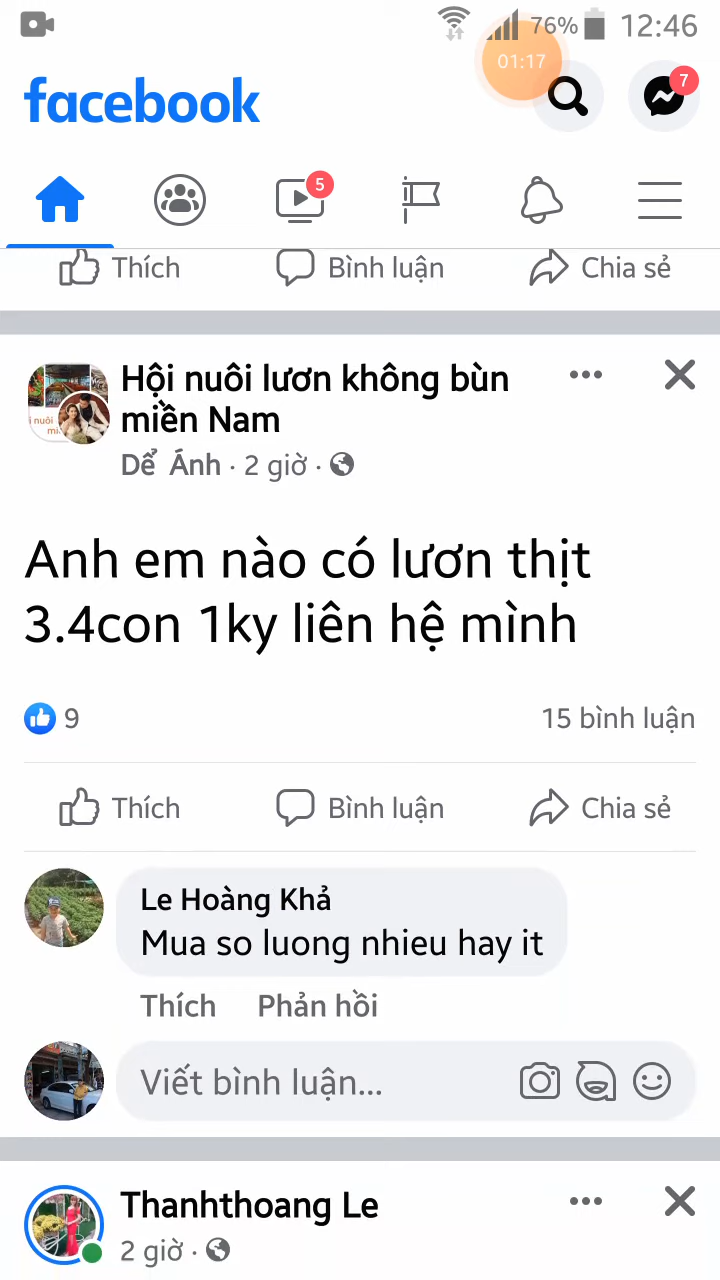 76% 12:46
01:17
facebook
7
5
Thích Bình luận Chia sẻ
Hội nuôi lươn không bùn
miền Nam
Dể Ánh · 2 giờ ·
Anh em nào có lươn thịt
3.4con 1ky liên hệ mình
9 15 bình luận
Thích Bình luận Chia sẻ
Le Hoàng Khả
Mua so luong nhieu hay it
Thích Phản hồi
Viết bình luận...
Thanhthoang Le
2 giờ ·